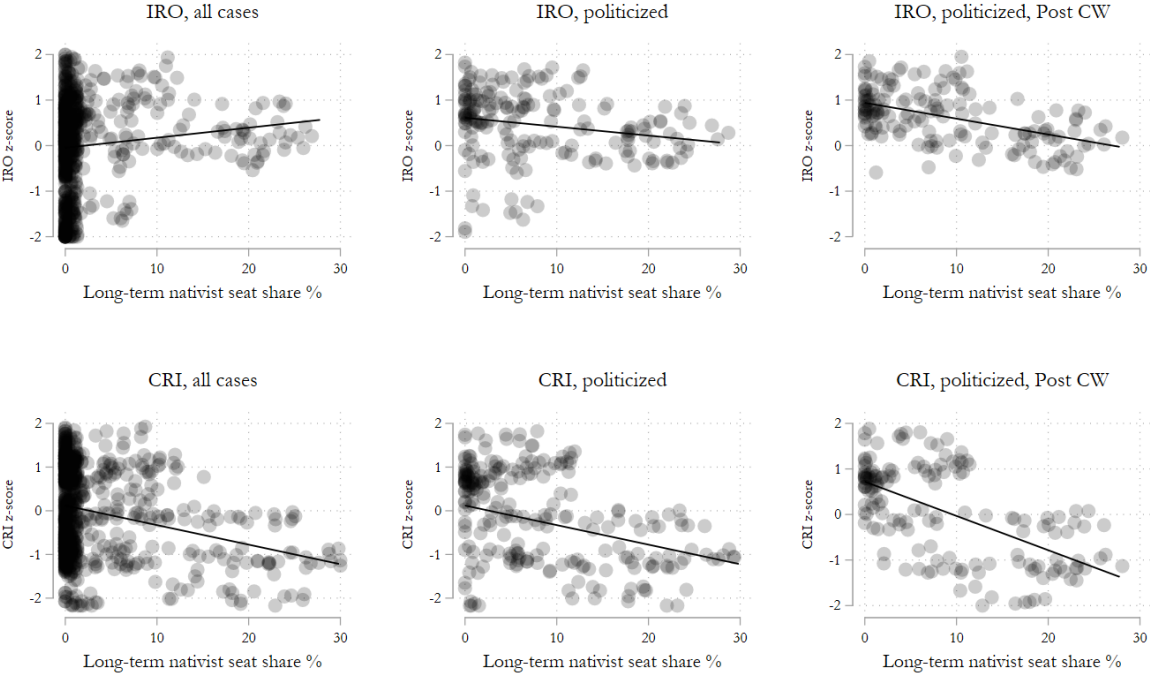 IRO, all cases
IRO z-score
2
1
0
-1
-2
0 10 20 30
Long-term nativist seat share %
IRO, politicized
IRO z-score
2
1
0
-1
-2
0 10 20 30
Long-term nativist seat share %
IRO, politicized, Post CW
IRO z-score
2
1
0
-1
-2
0 10 20 30
Long-term nativist seat share %
CRI, all cases
CRI z-score
2
1
0
-1
-2
0 10 20 30
Long-term nativist seat share %
CRI, politicized
CRI z-score
2
1
0
-1
-2
0 10 20 30
Long-term nativist seat share %
CRI, politicized, Post CW
CRI z-score
2
1
0
-1
-2
0 10 20 30
Long-term nativist seat share %